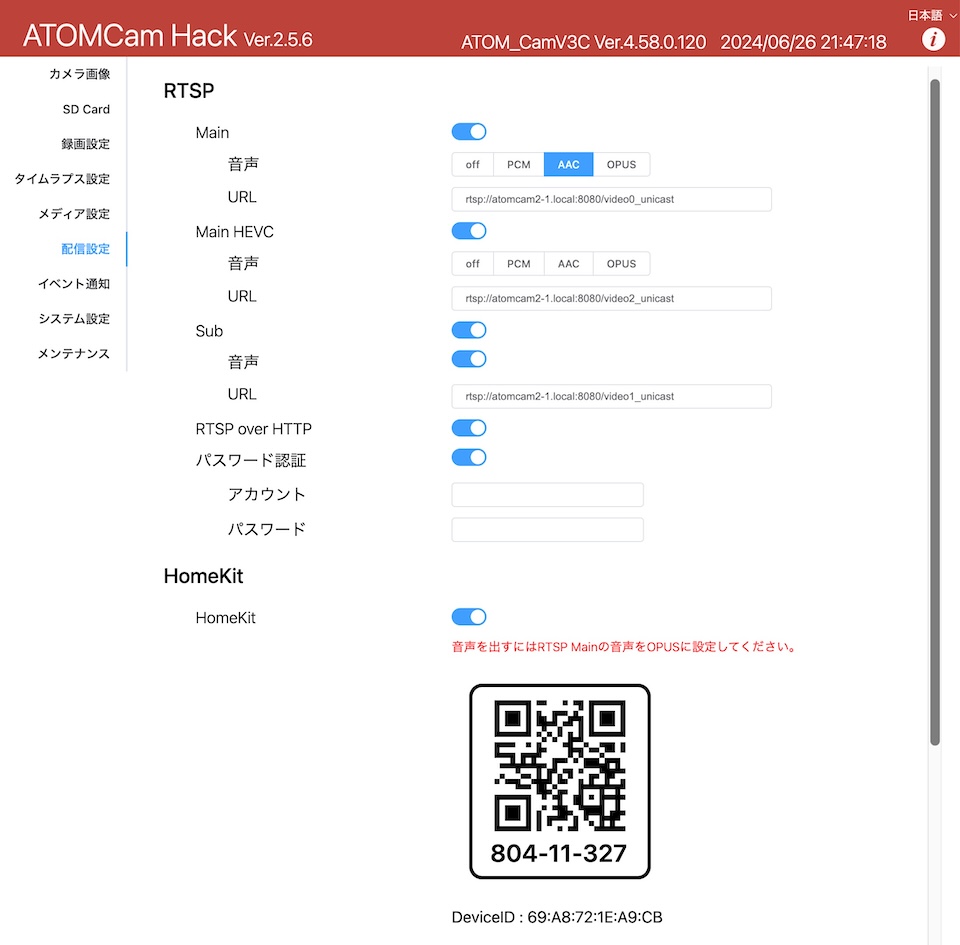 日本語
ATOMCam Hack Ver.2.5.6
ATOM_CamV3C Ver.4.58.0.120 2024/06/26 21:47:18
i
カメラ画像
SD Card
録画設定
タイムラプス設定
メディア設定
配信設定
イベント通知
システム設定
メンテナンス
RTSP
Main
音声 off PCM AAC OPUS
URL rtsp://atomcam2-1.local:8080/video0_unicast
Main HEVC
音声 off PCM AAC OPUS
URL rtsp://atomcam2-1.local:8080/video2_unicast
Sub
音声
URL rtsp://atomcam2-1.local:8080/video1_unicast
RTSP over HTTP
パスワード認証
アカウント
パスワード
HomeKit
HomeKit
音声を出すにはRTSP Mainの音声をOPUSに設定してください。
804-11-327
DeviceID : 69:A8:72:1E:A9:CB